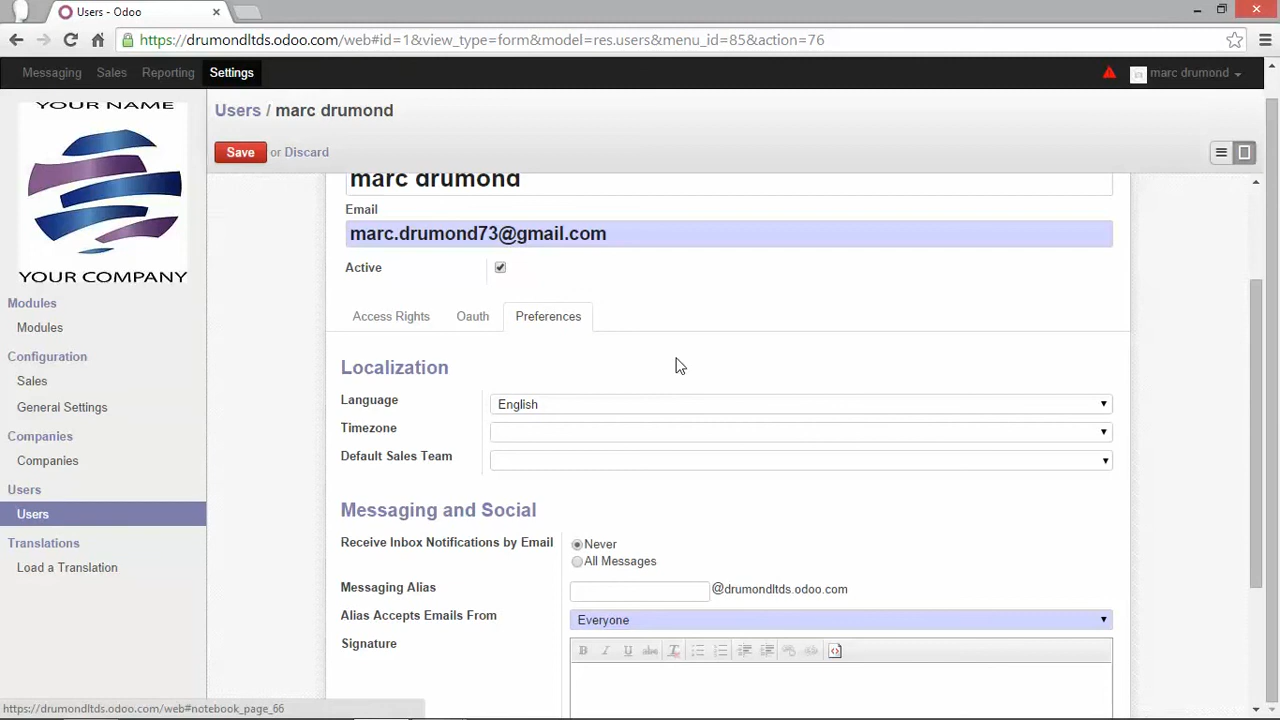 Users - Odoo
https://drumondltds.odoo.com/web#id=1&view_type=form&model=res.users&menu_id=85&action=76
Messaging Sales Reporting Settings marc drumond
YOUR NAME
YOUR COMPANY
Users / marc drumond
Save or Discard
marc drumond
Email
marc.drumond73@gmail.com
Active
Access Rights Oauth Preferences
Localization
Language English
Timezone
Default Sales Team
Messaging and Social
Receive Inbox Notifications by Email Never
All Messages
Messaging Alias @drumondltds.odoo.com
Alias Accepts Emails From Everyone
Signature
B I U abc T
Modules
Modules
Configuration
Sales
General Settings
Companies
Companies
Users
Users
Translations
Load a Translation
https://drumondltds.odoo.com/web#notebook_page_66